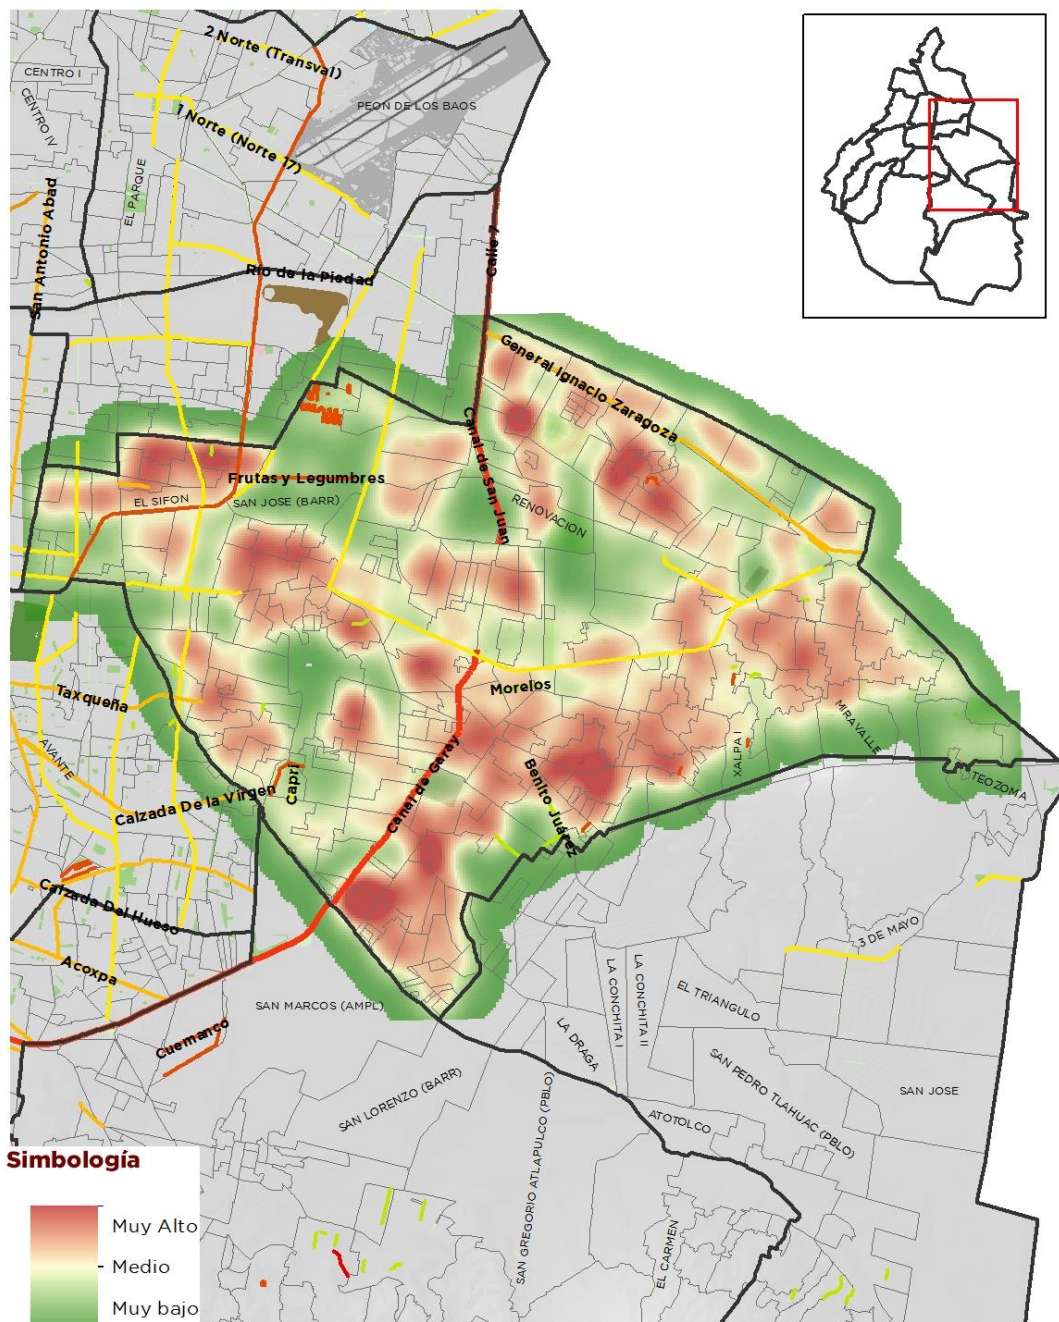 2 Norte (Transval)
CENTRO I
CENTRO IV
PEON DE LOS BAOS
1 Norte (Norte 17)
EL PARQUE
San Antonio Abad
Calle 7
Río de la Piedad
General Ignacio Zaragoza
Canal de San Juan
Frutas y Legumbres
EL SIFON
SAN JOSE (BARR)
RENOVACION
Taxqueña
Morelos
AVANTE
MIRAVALLE
XALPA I
Canal de Garay
Capri
Benito Juárez
TEOZOMA
Calzada De la Virgen
Calzada Del Hueso
3 DE MAYO
Acoxpa
LA CONCHITA I
LA CONCHITA II
EL TRIANGULO
SAN MARCOS (AMPL)
Cuemanco
LA DRAGA
SAN PEDRO TLAHUAC (PBLO)
SAN JOSE
SAN LORENZO (BARR)
ATOTOLCO
SAN GREGORIO ATLAPULCO (PBLO)
EL CARMEN
Simbología
Muy Alto
Medio
Muy bajo